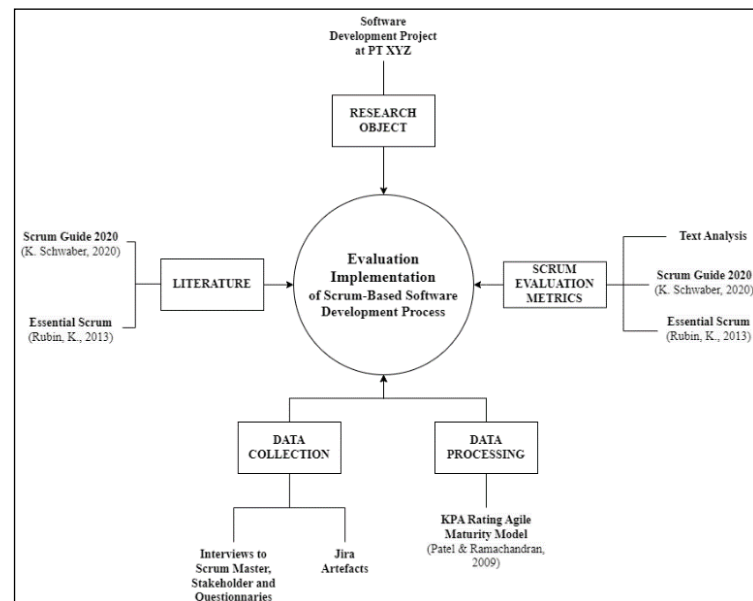 Software
Development Project
at PT XYZ
RESEARCH
OBJECT
Scrum Guide 2020
(K. Schwaber, 2020)
Essential Scrum
(Rubin, K., 2013)
LITERATURE
Evaluation
Implementation
of Scrum-Based Software
Development Process
SCRUM
EVALUATION
METRICS
Text Analysis
Scrum Guide 2020
(K. Schwaber, 2020)
Essential Scrum
(Rubin, K., 2013)
DATA
COLLECTION
DATA
PROCESSING
Interviews to
Scrum Master,
Stakeholder and
Questionnaries
Jira
Artefacts
KPA Rating Agile
Maturity Model
(Patel & Ramachandran,
2009)